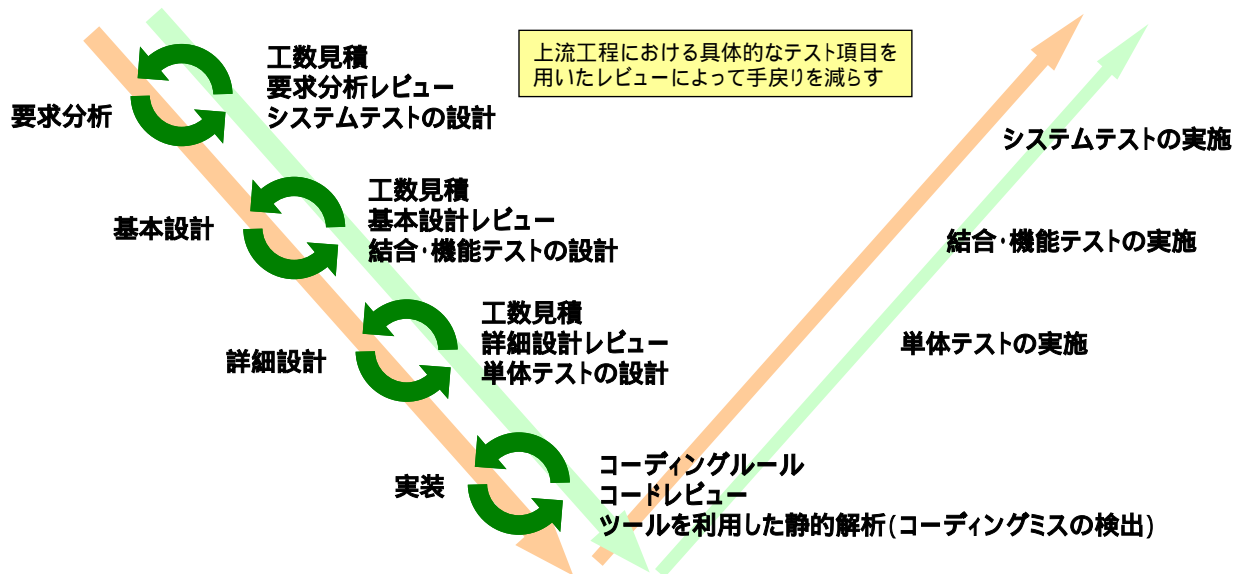 上流工程における具体的なテスト項目を
用いたレビューによって手戻りを減らす
要求分析
工数見積
要求分析レビュー
システムテストの設計
システムテストの実施
基本設計
工数見積
基本設計レビュー
結合・機能テストの設計
結合・機能テストの実施
詳細設計
工数見積
詳細設計レビュー
単体テストの設計
単体テストの実施
実装
コーディングルール
コードレビュー
ツールを利用した静的解析(コーディングミスの検出)